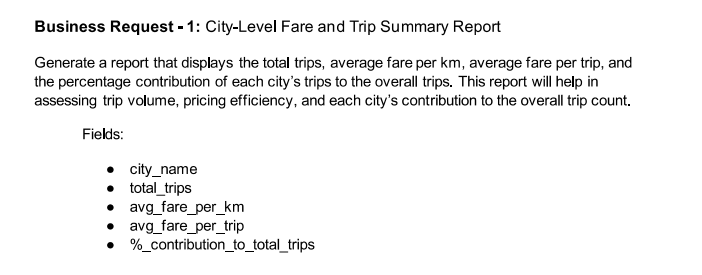 Business Request - 1: City-Level Fare and Trip Summary Report
Generate a report that displays the total trips, average fare per km, average fare per trip, and
the percentage contribution of each city's trips to the overall trips. This report will help in
assessing trip volume, pricing efficiency, and each city's contribution to the overall trip count.
Fields:
● city_name
● total_trips
● avg_fare_per_km
● avg_fare_per_trip
● %_contribution_to_total_trips